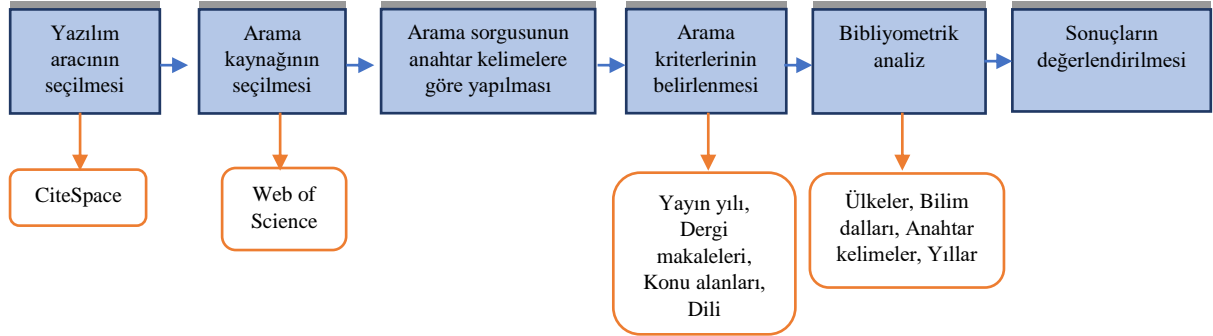 Yazılım
aracının
seçilmesi
Arama
kaynağının
seçilmesi
Arama sorgusunun
anahtar kelimelere
göre yapılması
Arama
kriterlerinin
belirlenmesi
Bibliyometrik
analiz
Sonuçların
değerlendirilmesi
CiteSpace
Web of
Science
Yayın yılı,
Dergi
makaleleri,
Konu alanları,
Dili
Ülkeler, Bilim
dalları, Anahtar
kelimeler, Yıllar